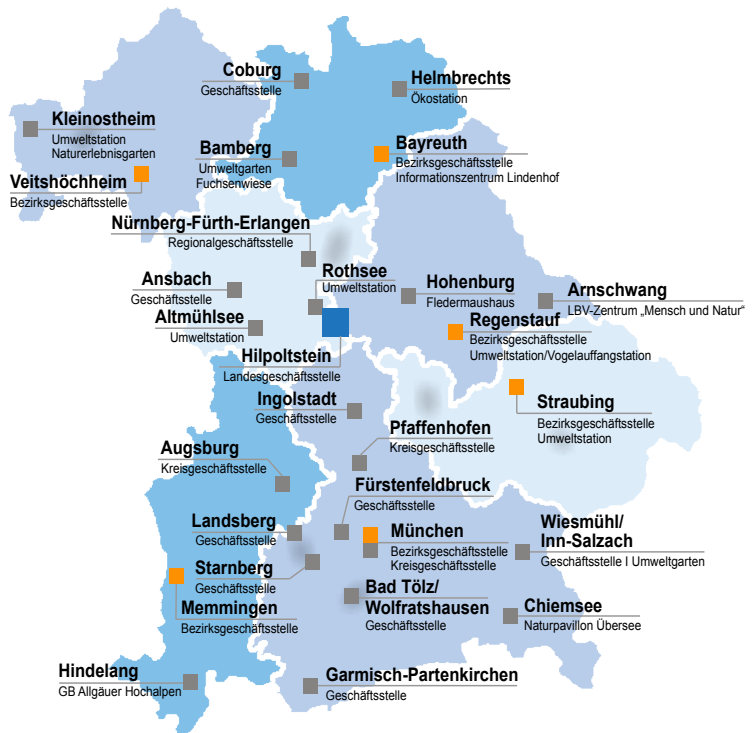 Coburg
Geschäftsstelle
Helmbrechts
Ökostation
Kleinostheim
Umweltstation
Naturerlebnisgarten
Bamberg
Umweltgarten
Fuchsenwiese
Bayreuth
Bezirksgeschäftsstelle
Informationszentrum Lindenhof
Veitshöchheim
Bezirksgeschäftsstelle
Nürnberg-Fürth-Erlangen
Regionalgeschäftsstelle
Ansbach
Geschäftsstelle
Rothsee
Umweltstation
Hohenburg
Fledermaushaus
Arnschwang
LBV-Zentrum „Mensch und Natur“
Altmühlsee
Umweltstation
Regenstauf
Bezirksgeschäftsstelle
Umweltstation/Vogelauffangstation
Hilpoltstein
Landesgeschäftsstelle
Ingolstadt
Geschäftsstelle
Straubing
Bezirksgeschäftsstelle
Umweltstation
Pfaffenhofen
Kreisgeschäftsstelle
Augsburg
Kreisgeschäftsstelle
Fürstenfeldbruck
Geschäftsstelle
Landsberg
Geschäftsstelle
München
Bezirksgeschäftsstelle
Kreisgeschäftsstelle
Wiesmühl/
Inn-Salzach
Geschäftsstelle I Umweltgarten
Starnberg
Geschäftsstelle
Bad Tölz/
Wolfratshausen
Geschäftsstelle
Memmingen
Bezirksgeschäftsstelle
Chiemsee
Naturpavillon Übersee
Hindelang
GB Allgäuer Hochalpen
Garmisch-Partenkirchen
Geschäftsstelle